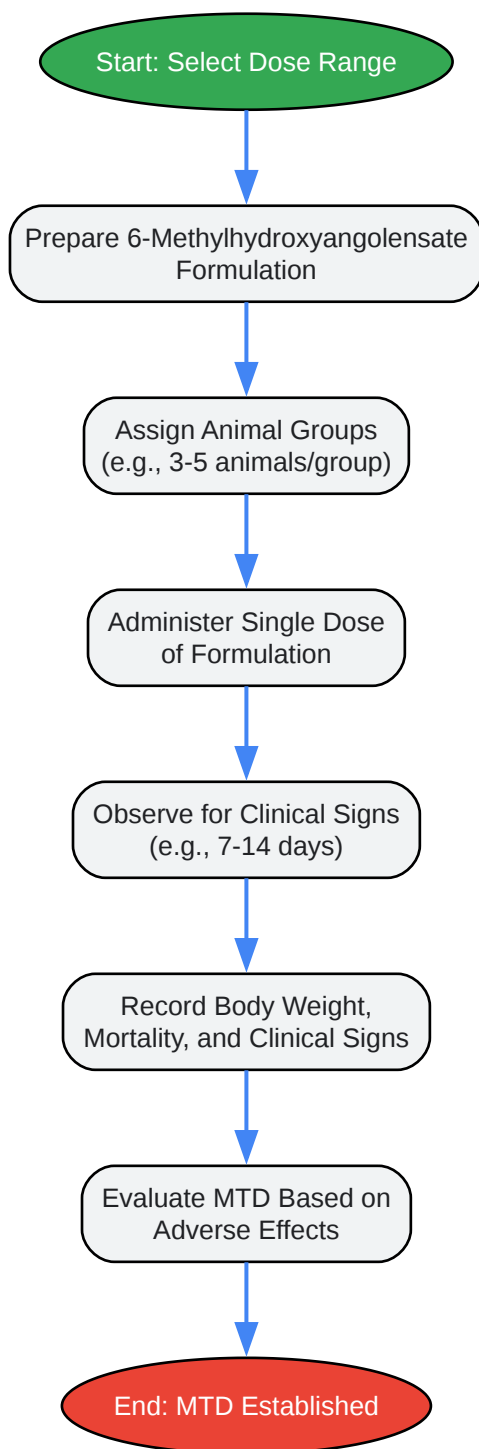 Start: Select Dose Range
Prepare 6-Methylhydroxyangolensate
Formulation
Assign Animal Groups
(e.g., 3-5 animals/group)
Administer Single Dose
of Formulation
Observe for Clinical Signs
(e.g., 7-14 days)
Record Body Weight,
Mortality, and Clinical Signs
Evaluate MTD Based on
Adverse Effects
End: MTD Established